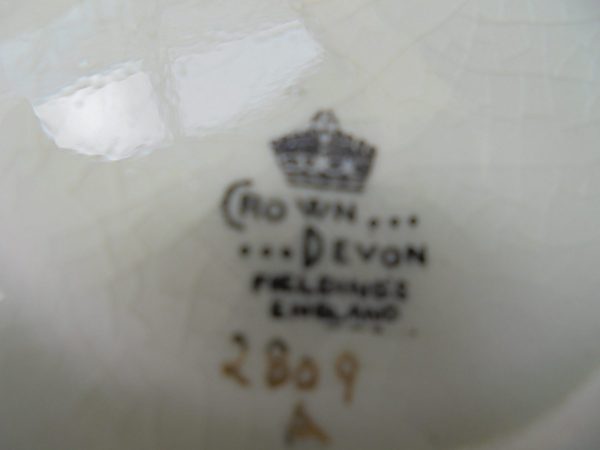 CROWN...
...DEVON
FIELDINGS
ENGLAND
2809
A